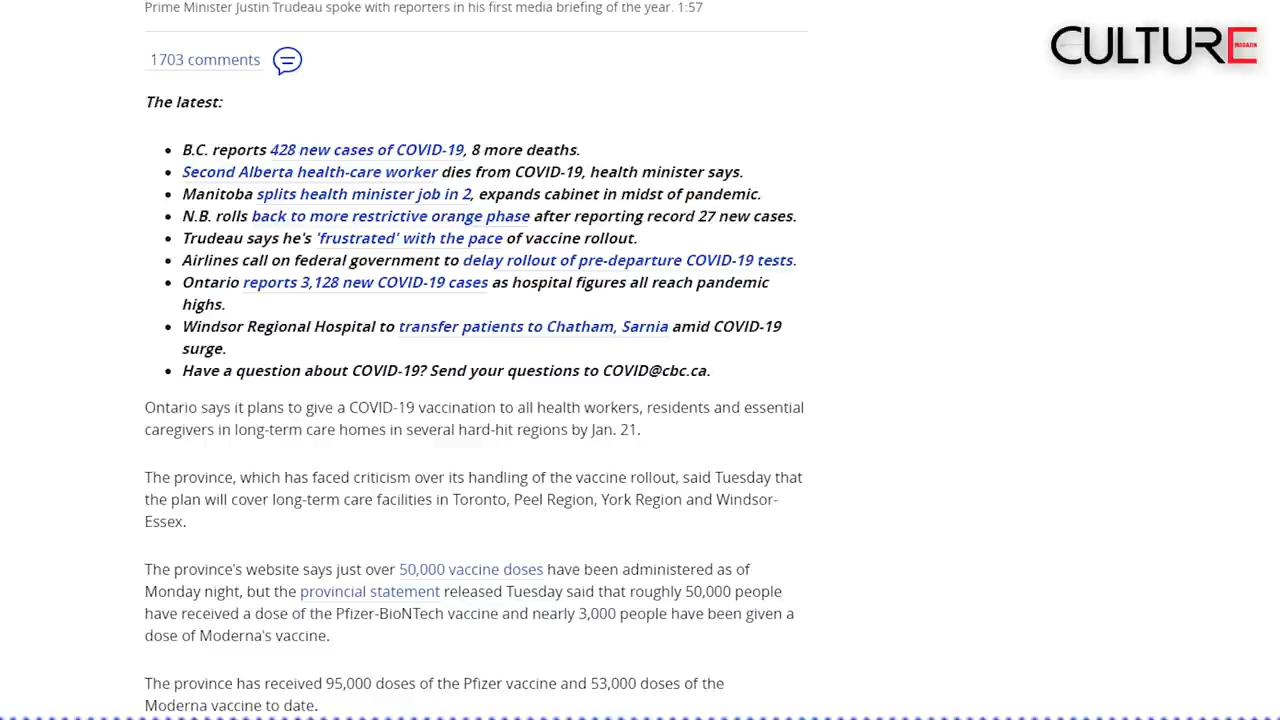 Prime Minister Justin Trudeau spoke with reporters in his first media briefing of the year. 1:57
CULTURE
MAGAZIN
1703 comments
The latest:
B.C. reports 428 new cases of COVID-19, 8 more deaths.
Second Alberta health-care worker dies from COVID-19, health minister says.
Manitoba splits health minister job in 2, expands cabinet in midst of pandemic.
N.B. rolls back to more restrictive orange phase after reporting record 27 new cases.
Trudeau says he's 'frustrated' with the pace of vaccine rollout.
Airlines call on federal government to delay rollout of pre-departure COVID-19 tests.
Ontario reports 3,128 new COVID-19 cases as hospital figures all reach pandemic
highs.
Windsor Regional Hospital to transfer patients to Chatham, Sarnia amid COVID-19
surge.
Have a question about COVID-19? Send your questions to COVID@cbc.ca.
Ontario says it plans to give a COVID-19 vaccination to all health workers, residents and essential
caregivers in long-term care homes in several hard-hit regions by Jan. 21.
The province, which has faced criticism over its handling of the vaccine rollout, said Tuesday that
the plan will cover long-term care facilities in Toronto, Peel Region, York Region and Windsor-
Essex.
The province's website says just over 50,000 vaccine doses have been administered as of
Monday night, but the provincial statement released Tuesday said that roughly 50,000 people
have received a dose of the Pfizer-BioNTech vaccine and nearly 3,000 people have been given a
dose of Moderna's vaccine.
The province has received 95,000 doses of the Pfizer vaccine and 53,000 doses of the
Moderna vaccine to date.